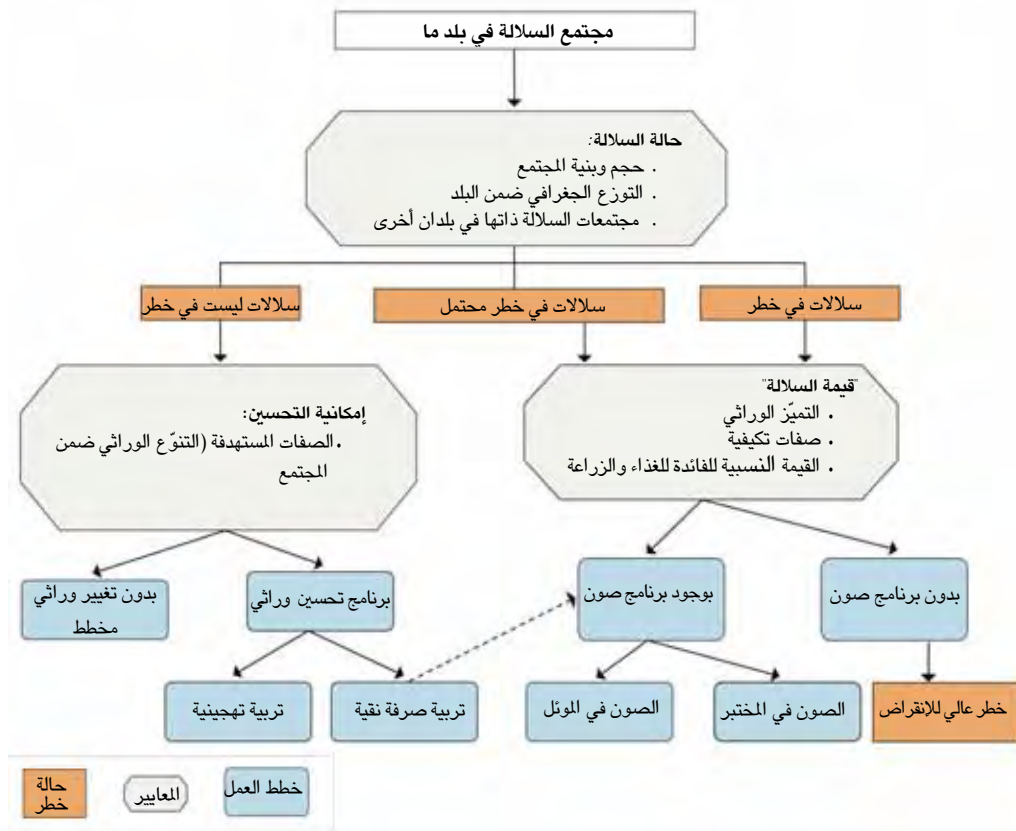 مجتمع السلالة في بلد ما
حالة السلالة:
. حجم وبنية المجتمع
. التوزع الجغرافي ضمن البلد
. مجتمعات السلالة ذاتها في بلدان أخرى
سلالات في خطر
سلالات في خطر محتمل
سلالات ليست في خطر
"قيمة السلالة"
. التميّز الوراثي
. صفات تكيفية
. القيمة النسبية للفائدة للغذاء والزراعة
إمكانية التحسين:
.الصفات المستهدفة (التنوّع الوراثي ضمن
المجتمع
بدون برنامج صون
بوجود برنامج صون
برنامج تحسين وراثي
بدون تغيير وراثي
مخطط
خطر عالي للإنقراض
الصون في المختبر
الصون في الموئل
تربية صرفة نقية
تربية تهجينية
خطط العمل
المعايير
حالة
خطر